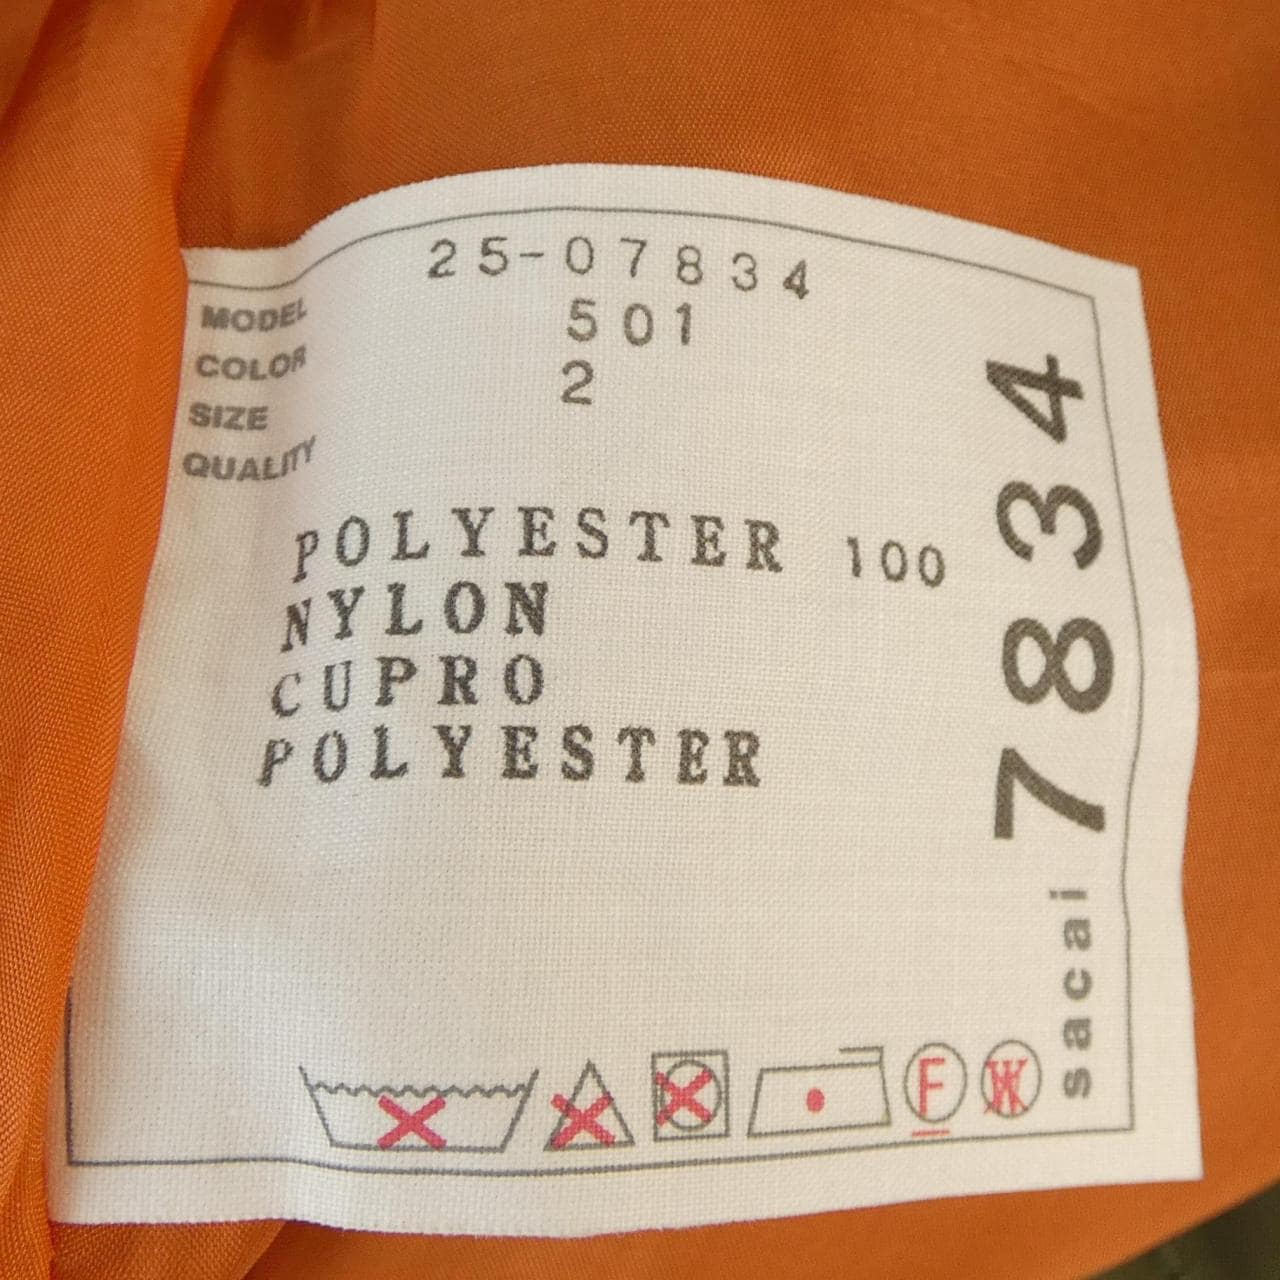 MODEL 25-07834
COLOR 501
SIZE 2
QUALITY
POLYESTER 100
NYLON
CUPRO
POLYESTER
sacai 7834
F
W